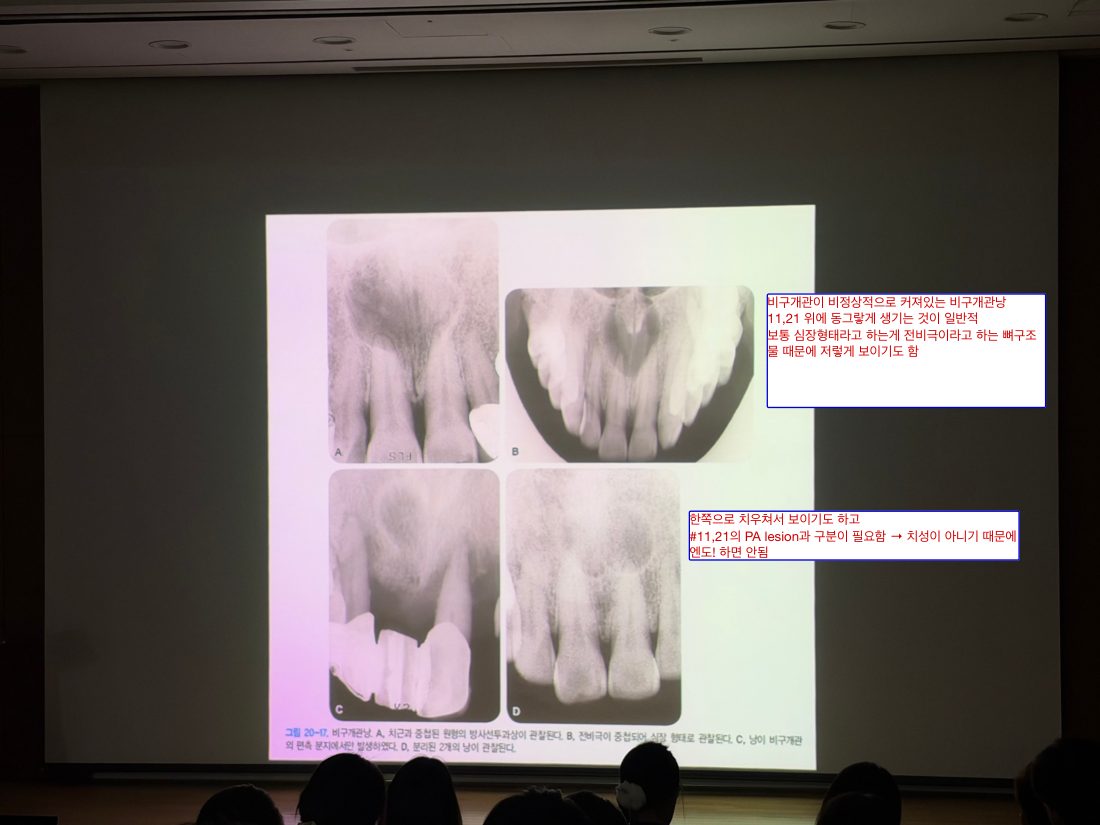 비구개관이 비정상적으로 커져있는 비구개관낭
11,21 위에 동그랗게 생기는 것이 일반적
보통 심장형태라고 하는게 전비극이라고 하는 뼈구조
물 때문에 저렇게 보이기도 함
A
B
한쪽으로 치우쳐서 보이기도 하고
#11,21의 PA lesion과 구분이 필요함 → 치성이 아니기 때문에
엔도! 하면 안됨
C
D
그림 20-17. 비구개관낭. A, 치근과 중첩된 원형의 방사선투과상이 관찰된다. B, 전비극이 중첩되어 심장 형태로 관찰된다. C, 낭이 비구개관
의 편측 분지에서만 발생하였다. D, 분리된 2개의 낭이 관찰된다.